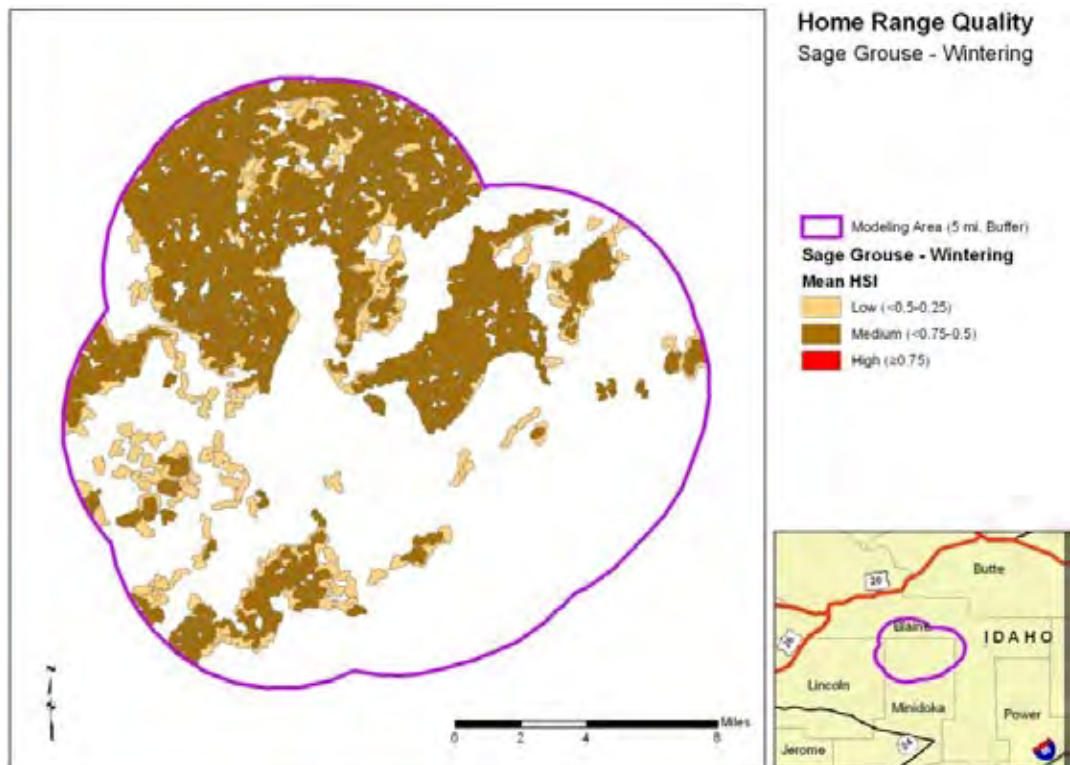 Home Range Quality
Sage Grouse - Wintering
Modeling Area (5 mi. Buffer)
Sage Grouse - Wintering
Mean HSI
Low (<0.5-0.25)
Medium (<0.75-0.5)
High (≥0.75)
Miles
0 2 4 8
Butte
20
Blaine
IDAHO
26
Lincoln
Minidoka
Power
24
Jerome